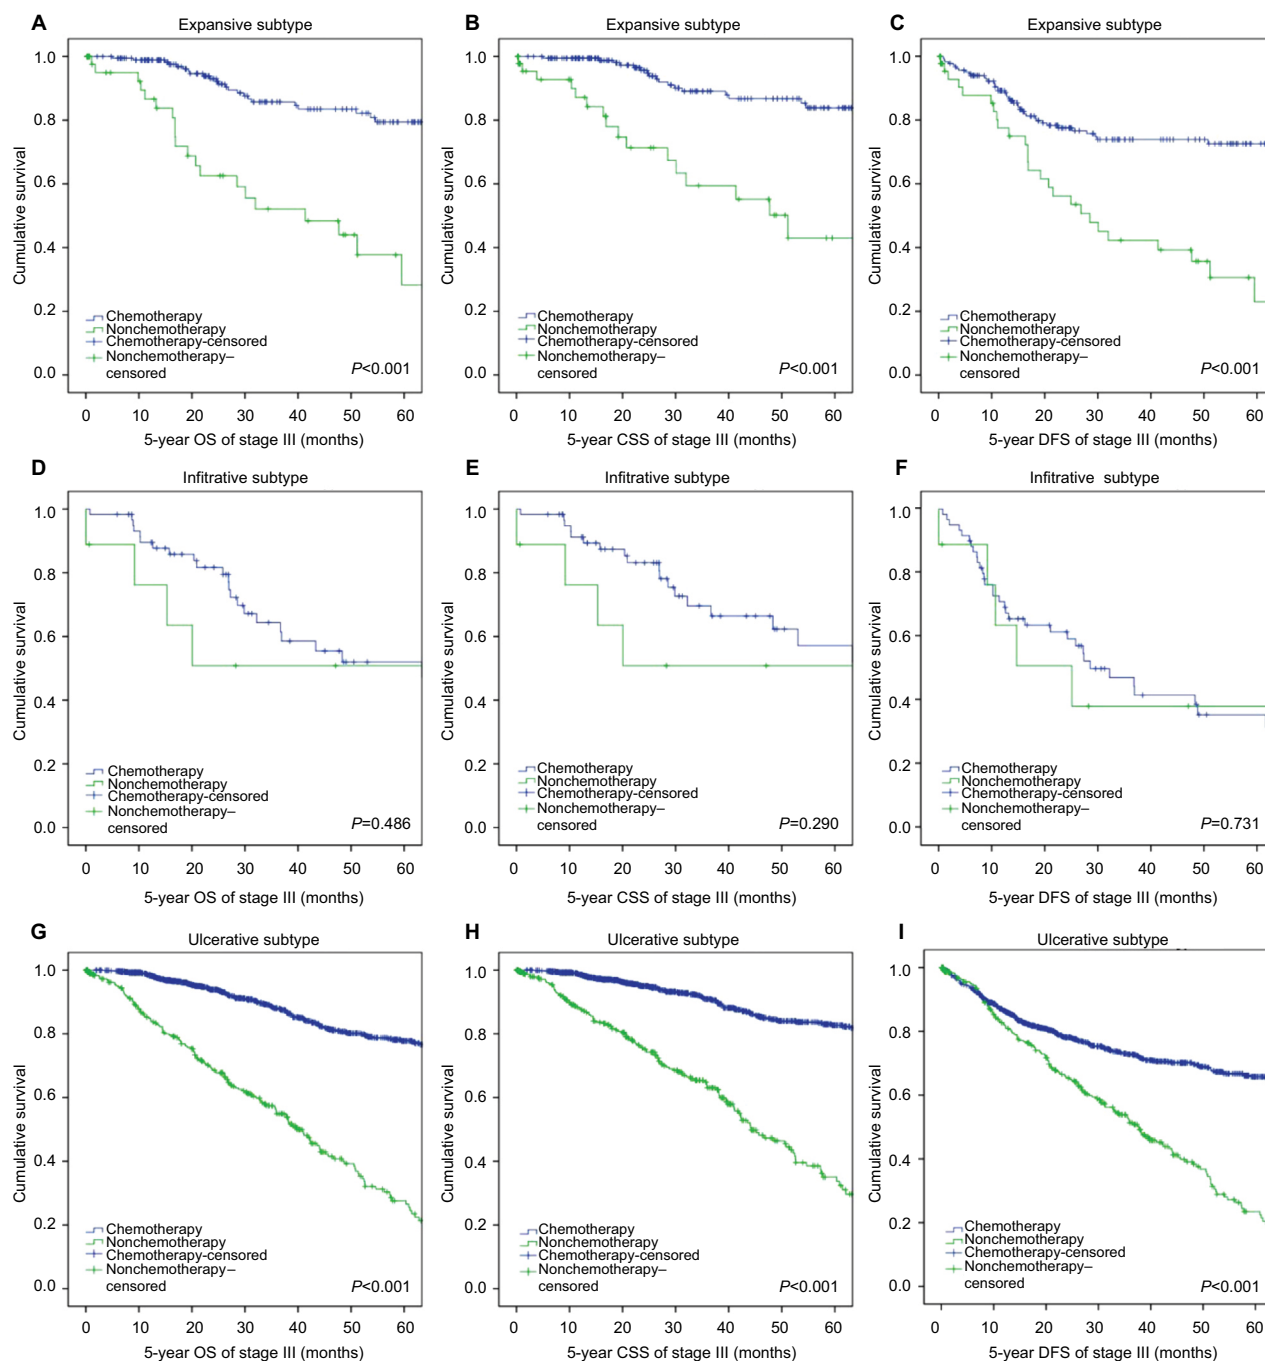 A
Expansive subtype
Cumulative survival
1.0
0.8
0.6
0.4
0.2
0.0
Chemotherapy
Nonchemotherapy
Chemotherapy-censored
Nonchemotherapy–
censored
P<0.001
0 10 20 30 40 50 60
5-year OS of stage III (months)
B
Expansive subtype
Cumulative survival
1.0
0.8
0.6
0.4
0.2
0.0
Chemotherapy
Nonchemotherapy
Chemotherapy-censored
Nonchemotherapy–
censored
P<0.001
0 10 20 30 40 50 60
5-year CSS of stage III (months)
C
Expansive subtype
Cumulative survival
1.0
0.8
0.6
0.4
0.2
0.0
Chemotherapy
Nonchemotherapy
Chemotherapy-censored
Nonchemotherapy–
censored
P<0.001
0 10 20 30 40 50 60
5-year DFS of stage III (months)
D
Infitrative subtype
Cumulative survival
1.0
0.8
0.6
0.4
0.2
0.0
Chemotherapy
Nonchemotherapy
Chemotherapy-censored
Nonchemotherapy–
censored
P=0.486
0 10 20 30 40 50 60
5-year OS of stage III (months)
E
Infitrative subtype
Cumulative survival
1.0
0.8
0.6
0.4
0.2
0.0
Chemotherapy
Nonchemotherapy
Chemotherapy-censored
Nonchemotherapy–
censored
P=0.290
0 10 20 30 40 50 60
5-year CSS of stage III (months)
F
Infitrative subtype
Cumulative survival
1.0
0.8
0.6
0.4
0.2
0.0
Chemotherapy
Nonchemotherapy
Chemotherapy-censored
Nonchemotherapy–
censored
P=0.731
0 10 20 30 40 50 60
5-year DFS of stage III (months)
G
Ulcerative subtype
Cumulative survival
1.0
0.8
0.6
0.4
0.2
0.0
Chemotherapy
Nonchemotherapy
Chemotherapy-censored
Nonchemotherapy–
censored
P<0.001
0 10 20 30 40 50 60
5-year OS of stage III (months)
H
Ulcerative subtype
Cumulative survival
1.0
0.8
0.6
0.4
0.2
0.0
Chemotherapy
Nonchemotherapy
Chemotherapy-censored
Nonchemotherapy–
censored
P<0.001
0 10 20 30 40 50 60
5-year CSS of stage III (months)
I
Ulcerative subtype
Cumulative survival
1.0
0.8
0.6
0.4
0.2
0.0
Chemotherapy
Nonchemotherapy
Chemotherapy-censored
Nonchemotherapy–
censored
P<0.001
0 10 20 30 40 50 60
5-year DFS of stage III (months)